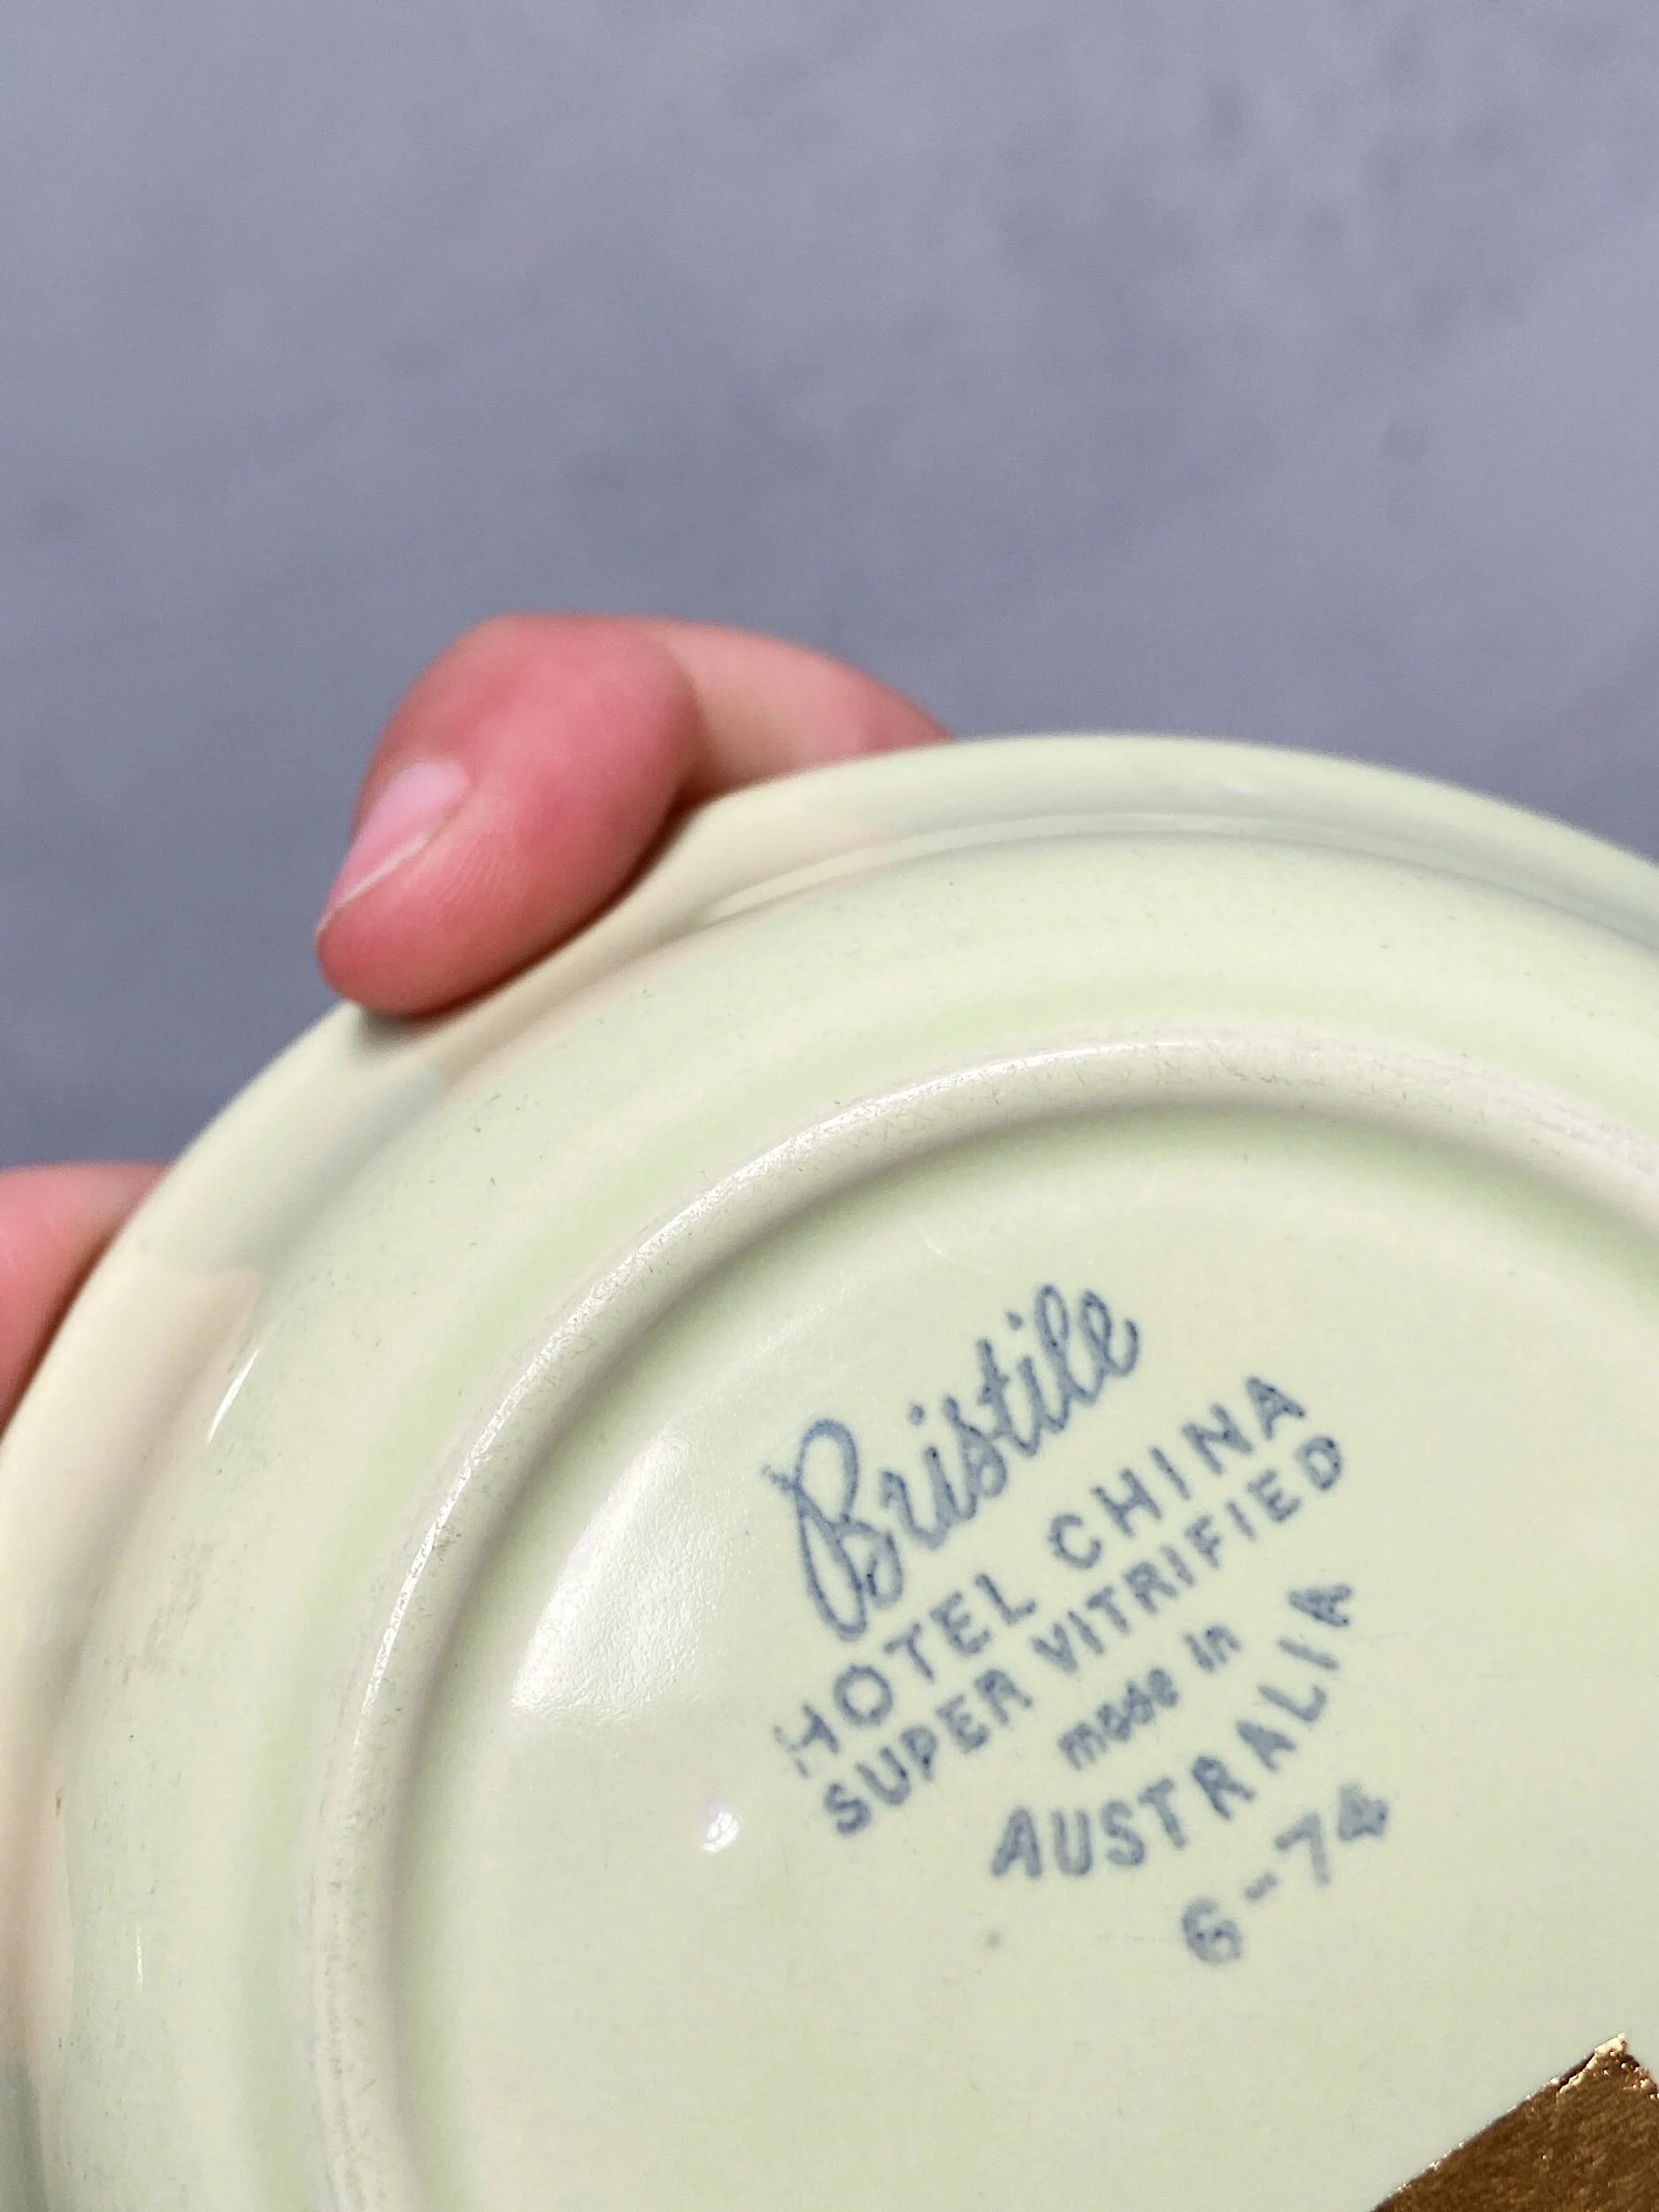 Bristile
HOTEL CHINA
SUPER VITRIFIED
made in
AUSTRALIA
6-74